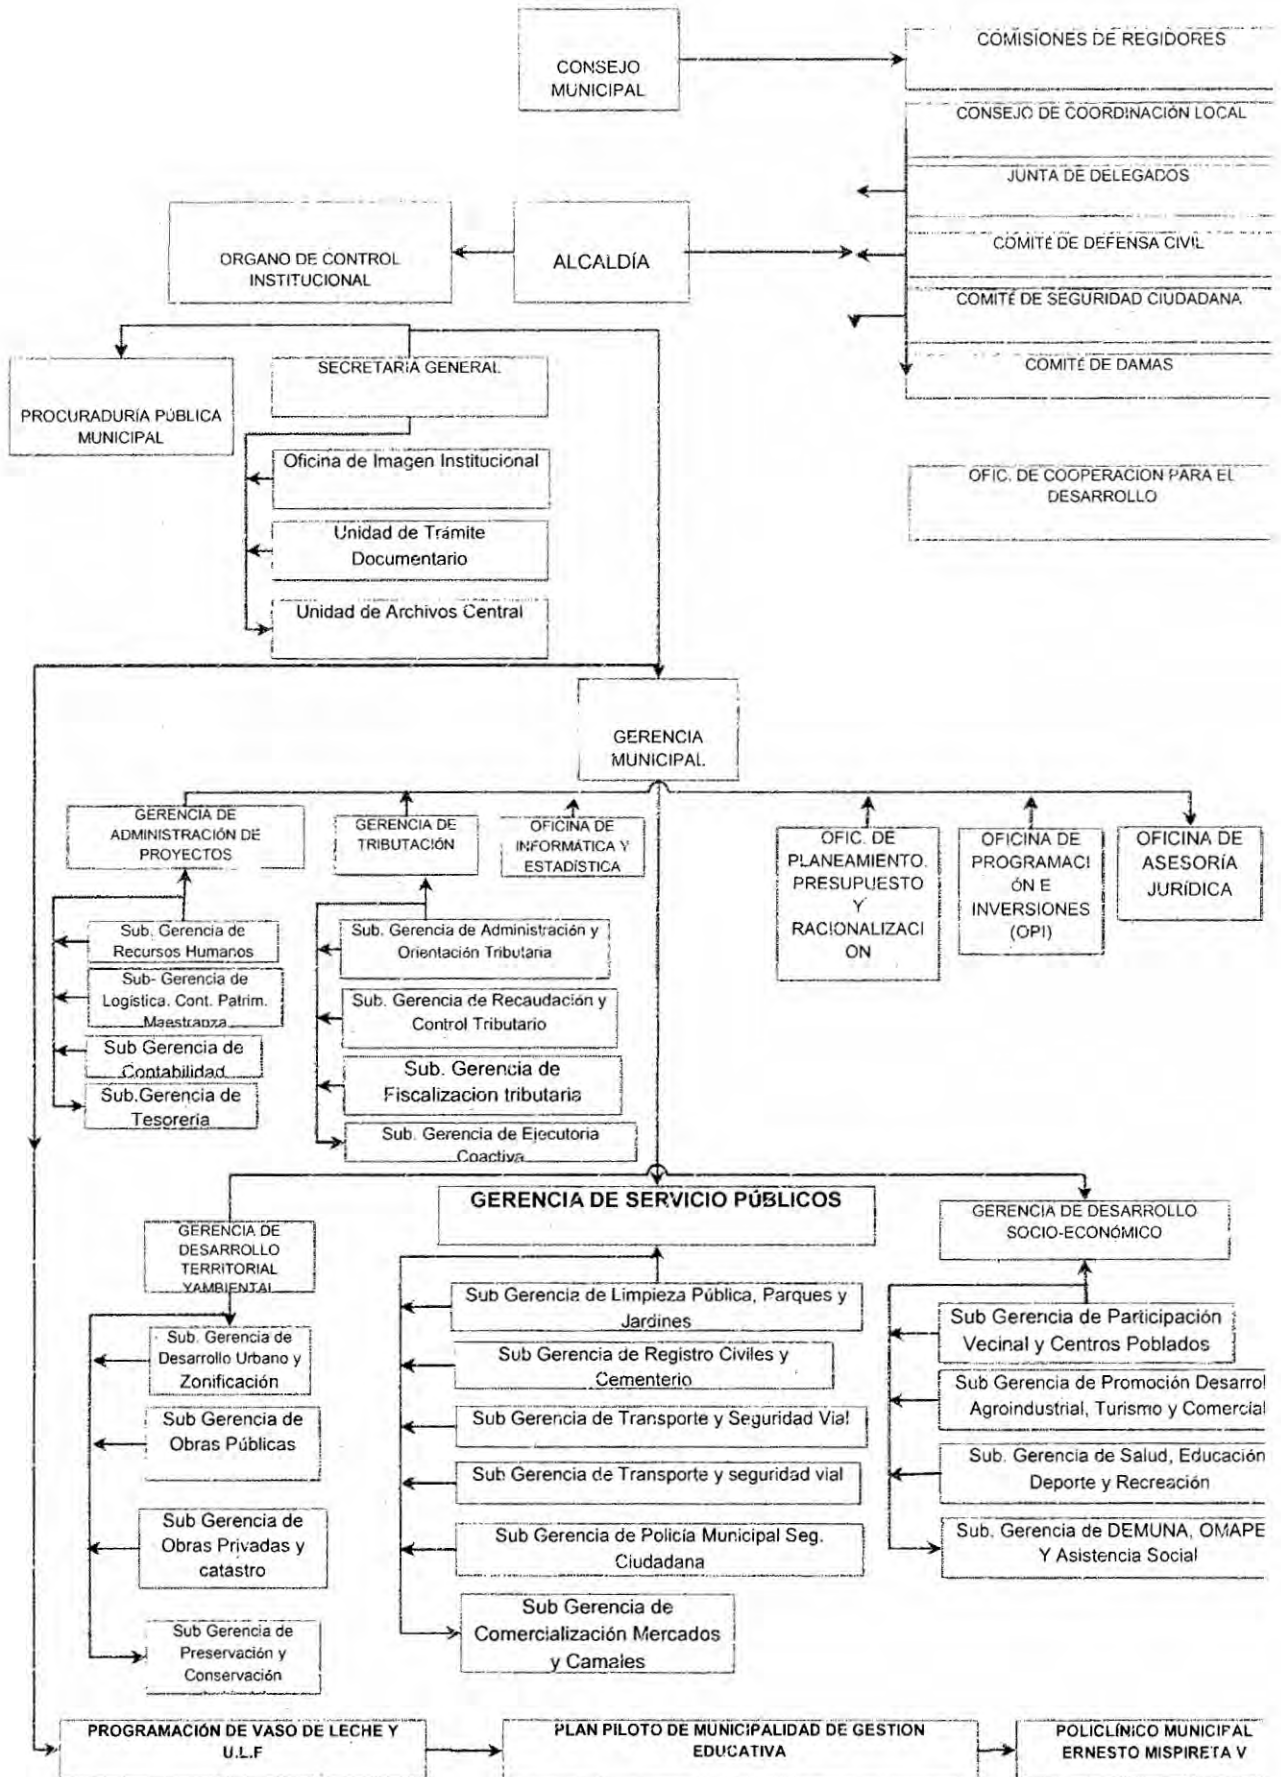 CONSEJO
MUNICIPAL
COMISIONES DE REGIDORES
CONSEJO DE COORDINACIÓN LOCAL
JUNTA DE DELEGADOS
COMITÉ DE DEFENSA CIVIL
COMITÉ DE SEGURIDAD CIUDADANA
COMITÉ DE DAMAS
ORGANO DE CONTROL
INSTITUCIONAL
ALCALDÍA
PROCURADURÍA PÚBLICA
MUNICIPAL
SECRETARÍA GENERAL
Oficina de Imagen Institucional
Unidad de Trámite
Documentario
Unidad de Archivos Central
OFIC. DE COOPERACION PARA EL
DESARROLLO
GERENCIA
MUNICIPAL
GERENCIA DE
ADMINISTRACIÓN DE
PROYECTOS
GERENCIA DE
TRIBUTACIÓN
OFICINA DE
INFORMÁTICA Y
ESTADÍSTICA
OFIC. DE
PLANEAMIENTO.
PRESUPUESTO
Y
RACIONALIZACI
ON
OFICINA DE
PROGRAMACI
ÓN E
INVERSIONES
(OPI)
OFICINA DE
ASESORÍA
JURÍDICA
Sub. Gerencia de
Recursos Humanos
Sub- Gerencia de
Logística. Cont. Patrim.
Maestranza
Sub Gerencia de
Contabilidad
Sub.Gerencia de
Tesorería
Sub. Gerencia de Administración y
Orientación Tributaria
Sub. Gerencia de Recaudación y
Control Tributario
Sub. Gerencia de
Fiscalizacion tributaria
Sub. Gerencia de Ejecutoria
Coactiva
GERENCIA DE
DESARROLLO
TERRITORIAL
YAMBIENTAL
GERENCIA DE SERVICIO PÚBLICOS
GERENCIA DE DESARROLLO
SOCIO-ECONÓMICO
Sub. Gerencia de
Desarrollo Urbano y
Zonificación
Sub Gerencia de
Obras Públicas
Sub Gerencia de
Obras Privadas y
catastro
Sub Gerencia de
Preservación y
Conservación
Sub Gerencia de Limpieza Pública, Parques y
Jardines
Sub Gerencia de Registro Civiles y
Cementerio
Sub Gerencia de Transporte y Seguridad Vial
Sub Gerencia de Transporte y seguridad vial
Sub Gerencia de Policía Municipal Seg.
Ciudadana
Sub Gerencia de
Comercialización Mercados
y Camales
Sub Gerencia de Participación
Vecinal y Centros Poblados
Sub Gerencia de Promoción Desarrol
Agroindustrial, Turismo y Comercial
Sub. Gerencia de Salud, Educación
Deporte y Recreación
Sub. Gerencia de DEMUNA, OMAPE
Y Asistencia Social
PROGRAMACIÓN DE VASO DE LECHE Y
U.L.F
PLAN PILOTO DE MUNICIPALIDAD DE GESTION
EDUCATIVA
POLICLÍNICO MUNICIPAL
ERNESTO MISPIRETA V